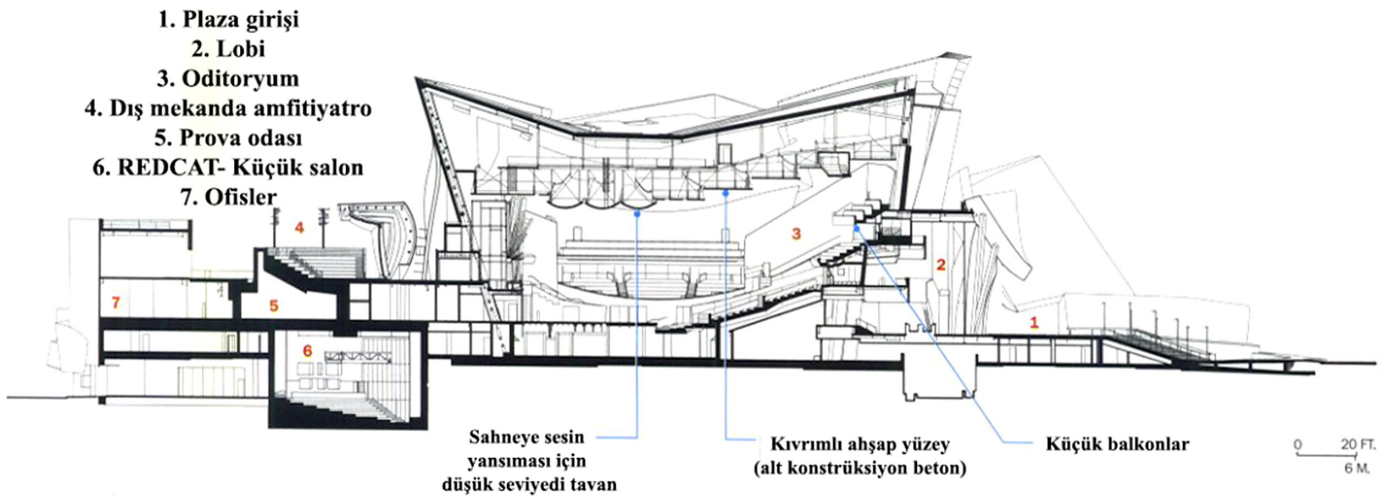 1. Plaza girişi
2. Lobi
3. Oditoryum
4. Dış mekanda amfitiyatro
5. Prova odası
6. REDCAT- Küçük salon
7. Ofisler
4
3
2
7
5
1
6
Sahneye sesin
yansıması için
düşük seviyedi tavan
Kıvrımlı ahşap yüzey
(alt konstrüksiyon beton)
Küçük balkonlar
0 20 FT.
6 M.